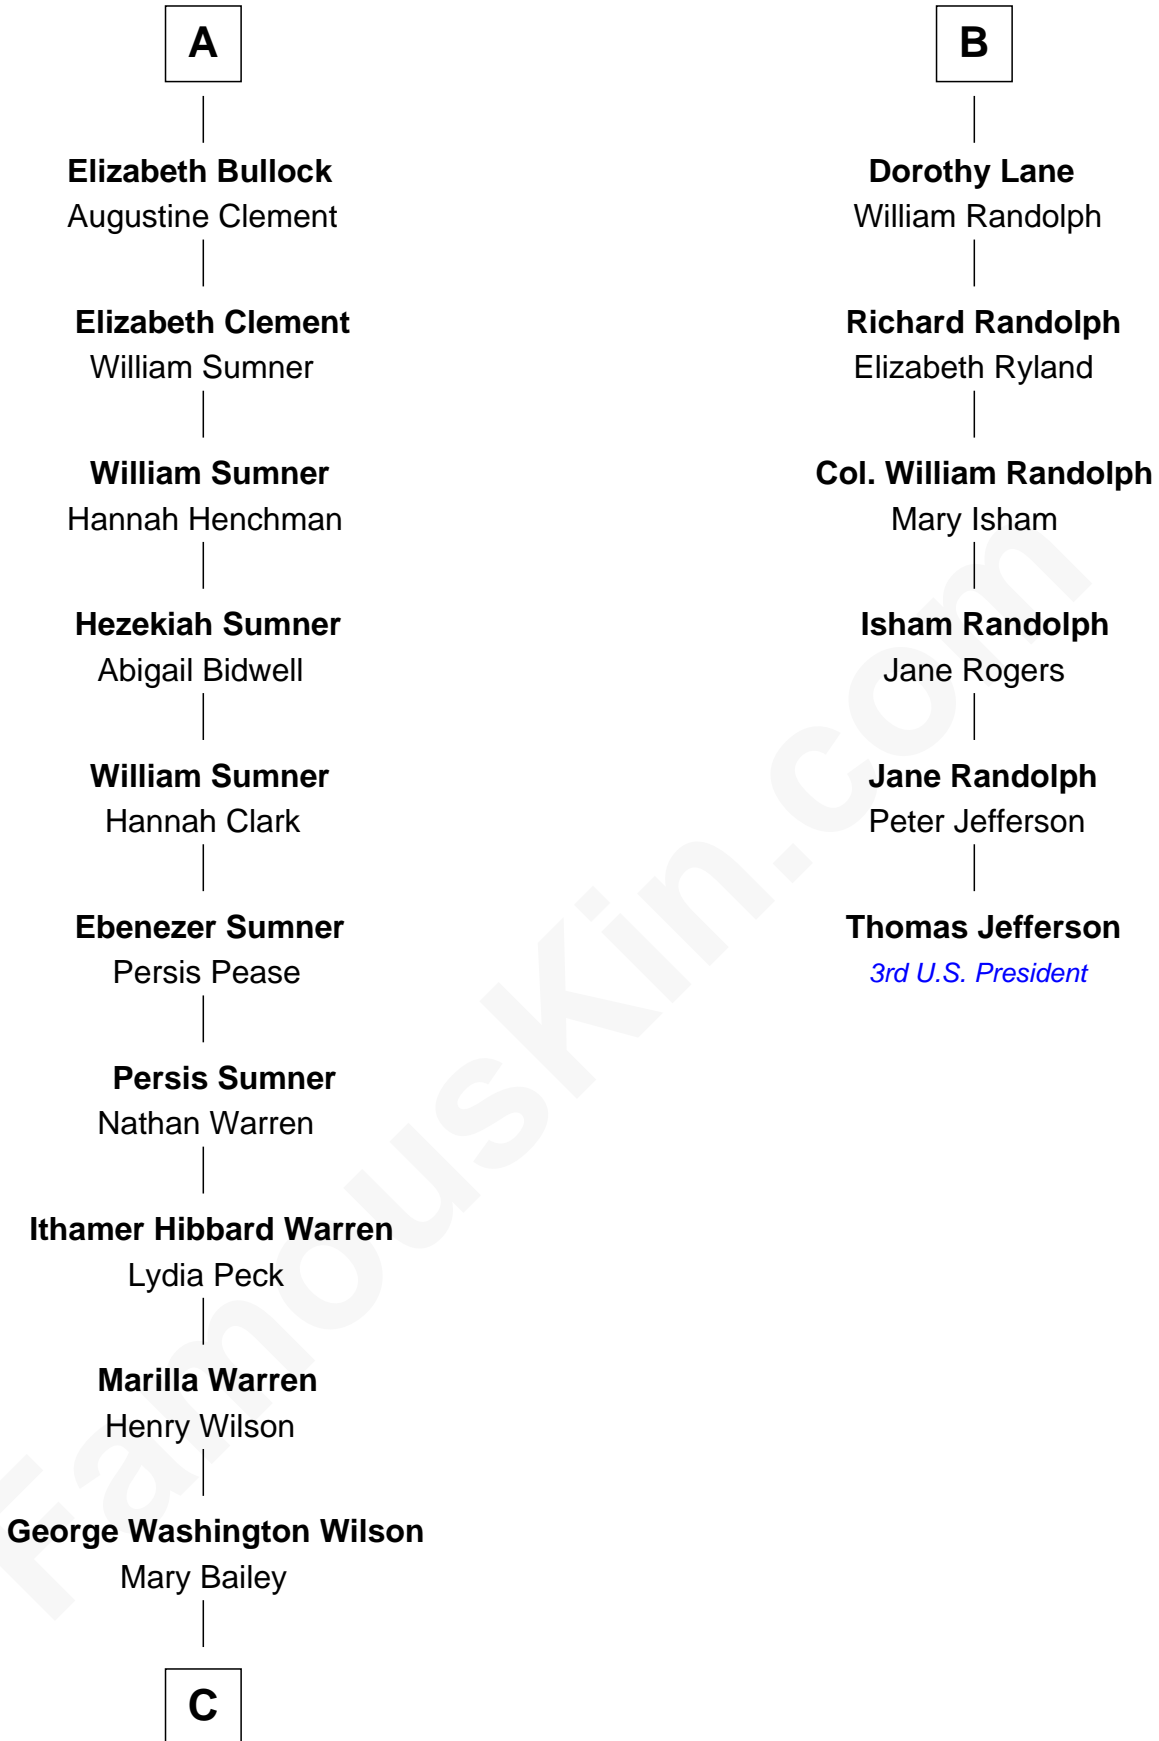 A
Elizabeth Bullock
Augustine Clement
Elizabeth Clement
William Sumner
William Sumner
Hannah Henchman
Hezekiah Sumner
Abigail Bidwell
William Sumner
Hannah Clark
Ebenezer Sumner
Persis Pease
Persis Sumner
Nathan Warren
Ithamer Hibbard Warren
Lydia Peck
Marilla Warren
Henry Wilson
George Washington Wilson
Mary Bailey
C
B
Dorothy Lane
William Randolph
Richard Randolph
Elizabeth Ryland
Col. William Randolph
Mary Isham
Isham Randolph
Jane Rogers
Jane Randolph
Peter Jefferson
Thomas Jefferson
3rd U.S. President
FamousKin.com